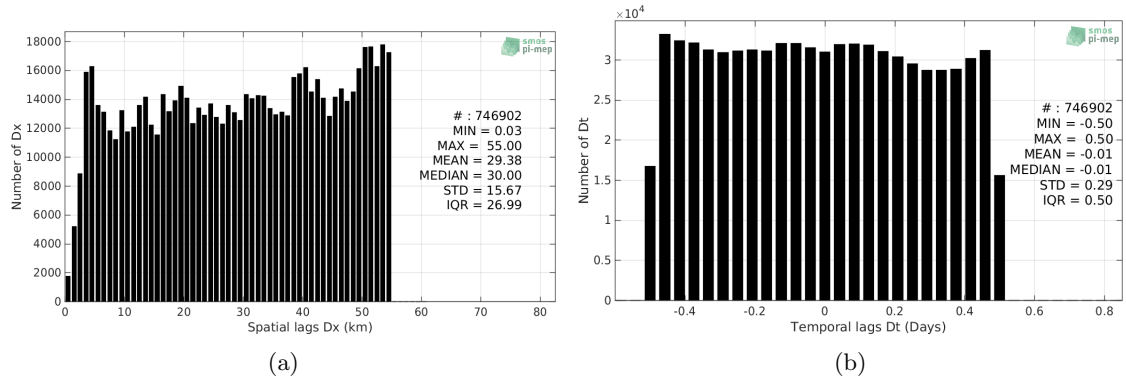 18000
16000
14000
12000
10000
8000
6000
4000
2000
0
Number of Dx
0 10 20 30 40 50 60 70 80
Spatial lags Dx (km)
smos
pi-mep
# : 746902
MIN = 0.03
MAX = 55.00
MEAN = 29.38
MEDIAN = 30.00
STD = 15.67
IQR = 26.99
(a)
×10⁴
3
2.5
2
1.5
1
0.5
0
Number of Dt
-0.4 -0.2 0 0.2 0.4 0.6 0.8
Temporal lags Dt (Days)
smos
pi-mep
# : 746902
MIN = -0.50
MAX = 0.50
MEAN = -0.01
MEDIAN = -0.01
STD = 0.29
IQR = 0.50
(b)